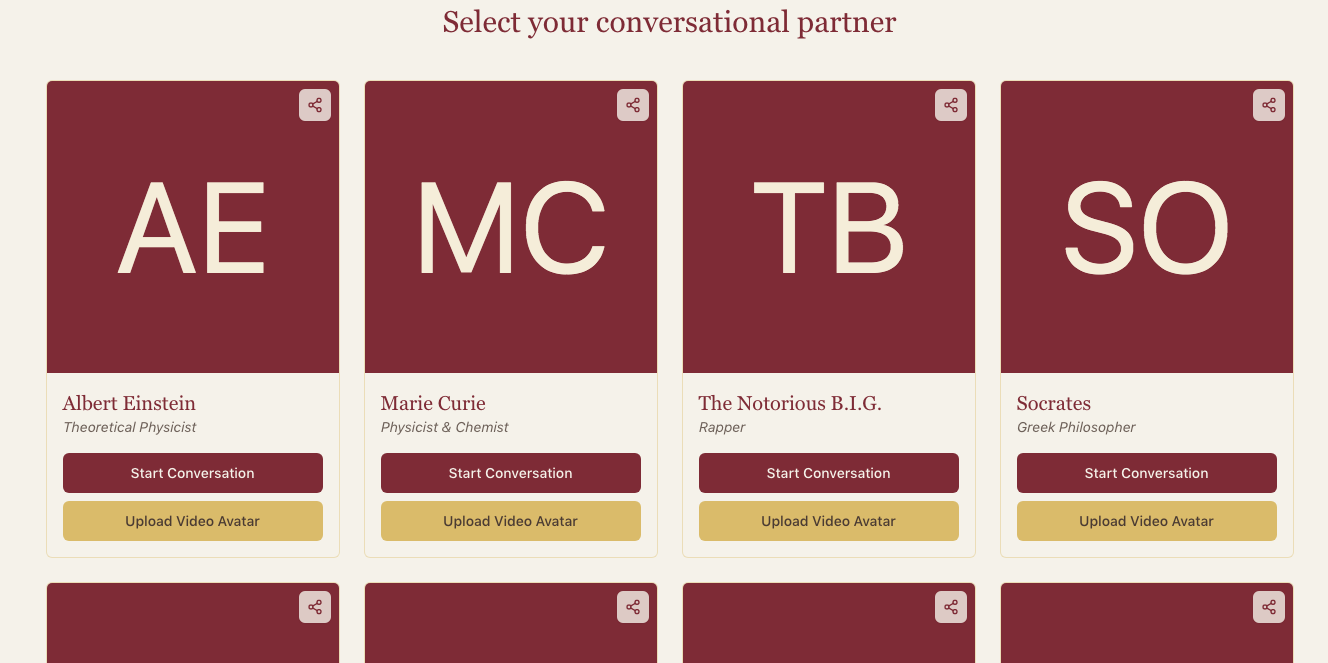 Select your conversational partner
AE
MC
TB
SO
Albert Einstein
Theoretical Physicist
Start Conversation
Upload Video Avatar
Marie Curie
Physicist & Chemist
Start Conversation
Upload Video Avatar
The Notorious B.I.G.
Rapper
Start Conversation
Upload Video Avatar
Socrates
Greek Philosopher
Start Conversation
Upload Video Avatar